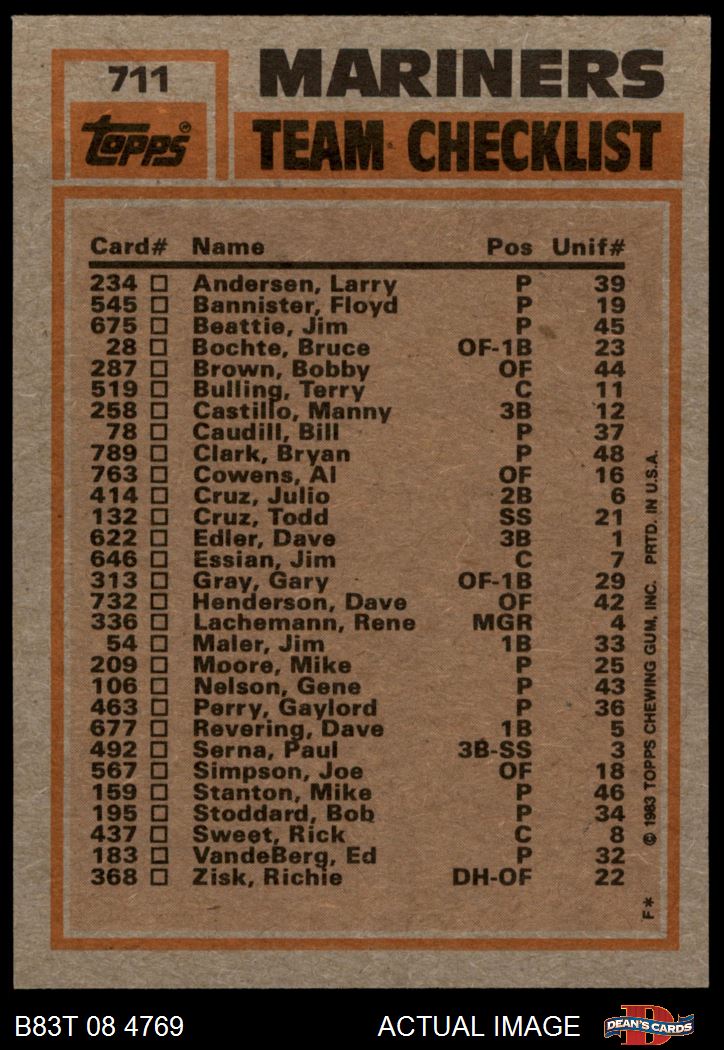 711
MARINERS
Topps®
TEAM CHECKLIST
Card# Name Pos Unif#
234 Andersen, Larry P 39
545 Bannister, Floyd P 19
675 Beattie, Jim P 45
28 Bochte, Bruce OF-1B 23
287 Brown, Bobby OF 44
519 Bulling, Terry C 11
258 Castillo, Manny 3B 12
78 Caudill, Bill P 37
789 Clark, Bryan P 48
763 Cowens, Al OF 16
414 Cruz, Julio 2B 6
132 Cruz, Todd SS 21
622 Edler, Dave 3B 1
646 Essian, Jim C 7
313 Gray, Gary OF-1B 29
732 Henderson, Dave OF 42
336 Lachemann, Rene MGR 4
54 Maler, Jim 1B 33
209 Moore, Mike P 25
106 Nelson, Gene P 43
463 Perry, Gaylord P 36
677 Revering, Dave 1B 5
492 Serna, Paul 3B-SS 3
567 Simpson, Joe OF 18
159 Stanton, Mike P 46
195 Stoddard, Bob P 34
437 Sweet, Rick C 8
183 VandeBerg, Ed P 32
368 Zisk, Richie DH-OF 22
F* © 1983 TOPPS CHEWING GUM, INC. PRTD. IN U.S.A.
B83T 08 4769 ACTUAL IMAGE
D
DEAN'S CARDS